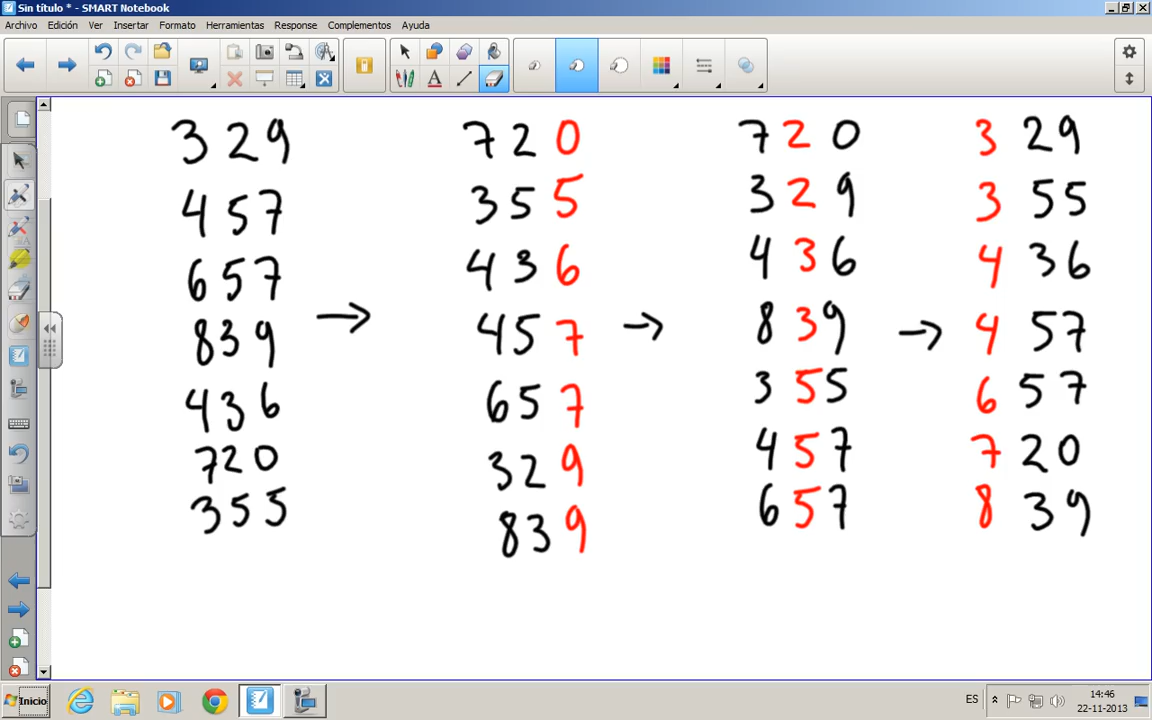 Sin título * - SMART Notebook
Archivo Edición Ver Insertar Formato Herramientas Response Complementos Ayuda
329 720 720 329
457 355 329 355
657 436 436 436
839 → 457 → 839 → 457
436 657 355 657
720 329 457 720
355 839 657 839
Inicio ES 14:46
22-11-2013